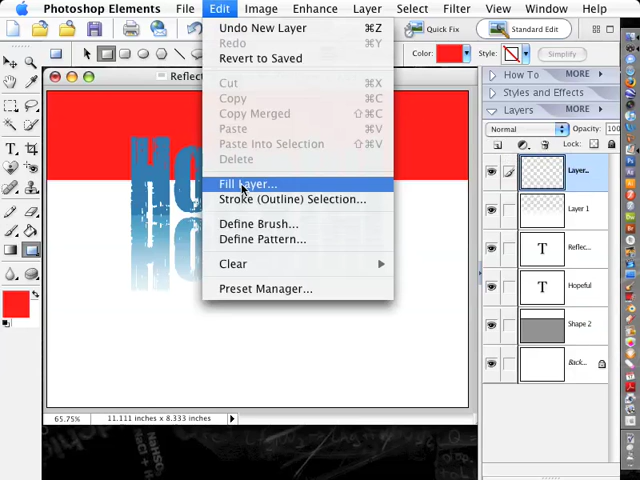 Photoshop Elements File Edit Image Enhance Layer Select Filter View Window Help
Quick Fix Standard Edit
Color: Style: Simplify
Reflect
Undo New Layer ⌘Z
Redo ⌘Y
Revert to Saved
Cut ⌘X
Copy ⌘C
Copy Merged ⇧⌘C
Paste ⌘V
Paste Into Selection ⇧⌘V
Delete
Fill Layer...
Stroke (Outline) Selection...
Define Brush...
Define Pattern...
Clear
Preset Manager...
How To MORE
Styles and Effects
Layers MORE
Normal Opacity: 100
Lock:
Layer...
Layer 1
T Reflec...
T Hopeful
Shape 2
Back...
Ho
65.75% 11.111 inches x 8.333 inches